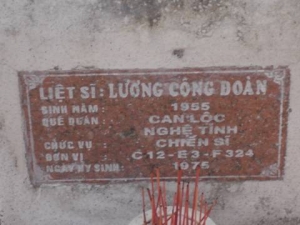 LIỆT SĨ : LƯƠNG CÔNG ĐOÀN
SINH NĂM : 1955
QUÊ QUÁN : CAN LỘC
NGHỆ TĨNH
CHỨC VỤ : CHIẾN SĨ
ĐƠN VỊ : C12-E3-F324
NGÀY HY SINH : 1975